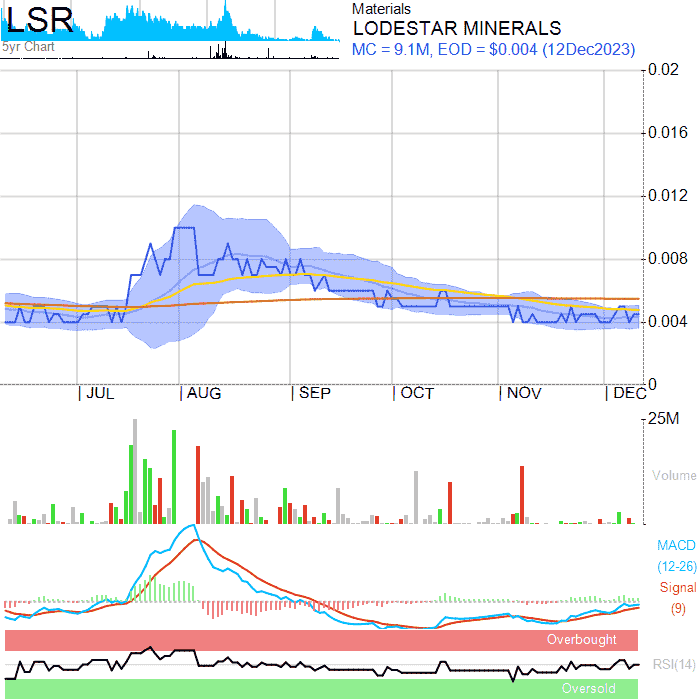 LSR
5yr Chart
Materials
LODESTAR MINERALS
MC = 9.1M, EOD = $0.004 (12Dec2023)
0.02
0.016
0.012
0.008
0.004
0
| JUL | AUG | SEP | OCT | NOV | DEC
25M
Volume
MACD
(12-26)
Signal
(9)
Overbought
RSI(14)
Oversold